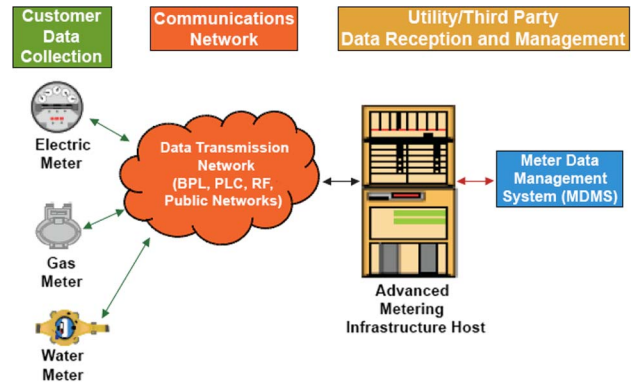 Customer
Data
Collection
Communications
Network
Utility/Third Party
Data Reception and Management
Electric
Meter
Gas
Meter
Water
Meter
Data Transmission
Network
(BPL, PLC, RF,
Public Networks)
Advanced
Metering
Infrastructure Host
Meter Data
Management
System (MDMS)